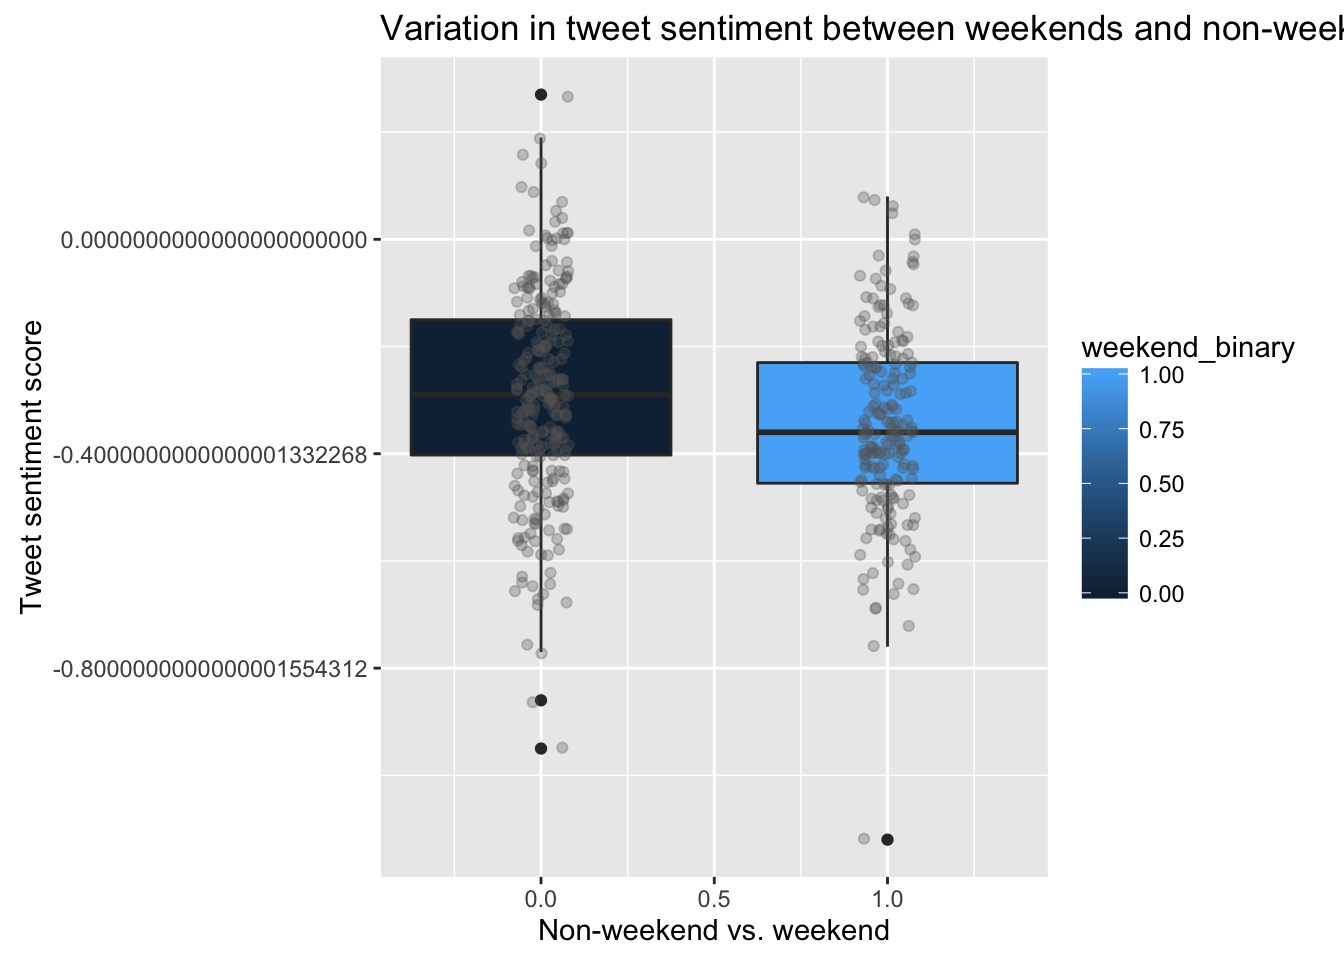 Variation in tweet sentiment between weekends and non-week
0.0000000000000000000000
-0.4000000000000001332268
-0.8000000000000001554312
Tweet sentiment score
0.0
0.5
1.0
Non-weekend vs. weekend
weekend_binary
1.00
0.75
0.50
0.25
0.00